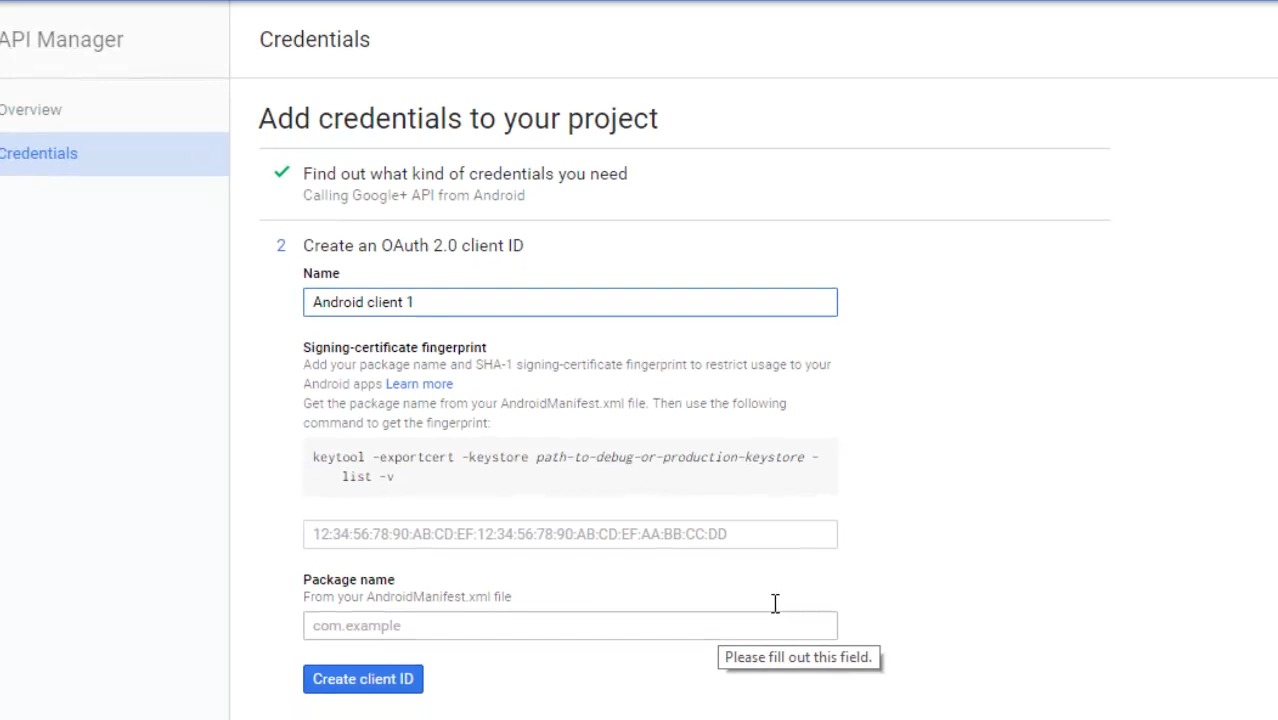 API Manager
Credentials
Overview
Credentials
Add credentials to your project
Find out what kind of credentials you need
Calling Google+ API from Android
2 Create an OAuth 2.0 client ID
Name
Android client 1
Signing-certificate fingerprint
Add your package name and SHA-1 signing-certificate fingerprint to restrict usage to your
Android apps Learn more
Get the package name from your AndroidManifest.xml file. Then use the following
command to get the fingerprint:
keytool -exportcert -keystore path-to-debug-or-production-keystore -
list -v
12:34:56:78:90:AB:CD:EF:12:34:56:78:90:AB:CD:EF:AA:BB:CC:DD
Package name
From your AndroidManifest.xml file
com.example
Please fill out this field.
Create client ID